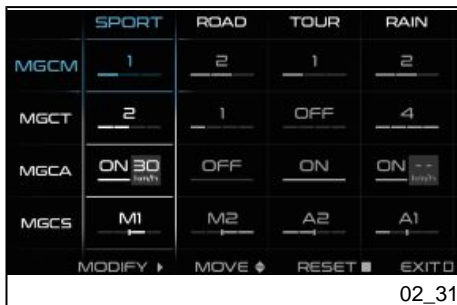 SPORT ROAD TOUR RAIN
MGCM 1 2 1 2
MGCT 2 1 OFF 4
MGCA ON 30 km/h OFF ON ON -- km/h
MGCS M1 M2 A2 A1
MODIFY MOVE RESET EXIT
02_31